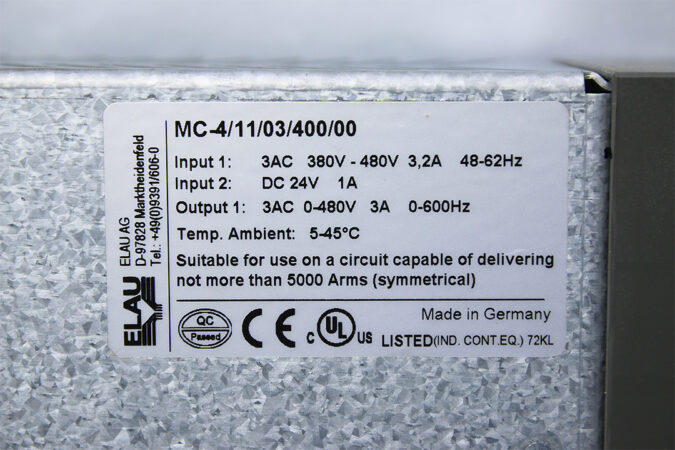 MC-4/11/03/400/00
Input 1: 3AC 380V - 480V 3,2A 48-62Hz
Input 2: DC 24V 1A
Output 1: 3AC 0-480V 3A 0-600Hz
Temp. Ambient: 5-45°C
Suitable for use on a circuit capable of delivering
not more than 5000 Arms (symmetrical)
Made in Germany
QC
Passed
CE
c UL us LISTED (IND. CONT.EQ.) 72KL
ELAU
ELAU AG
D-97828 Marktheidenfeld
Tel.: +49(0)9391/606-0